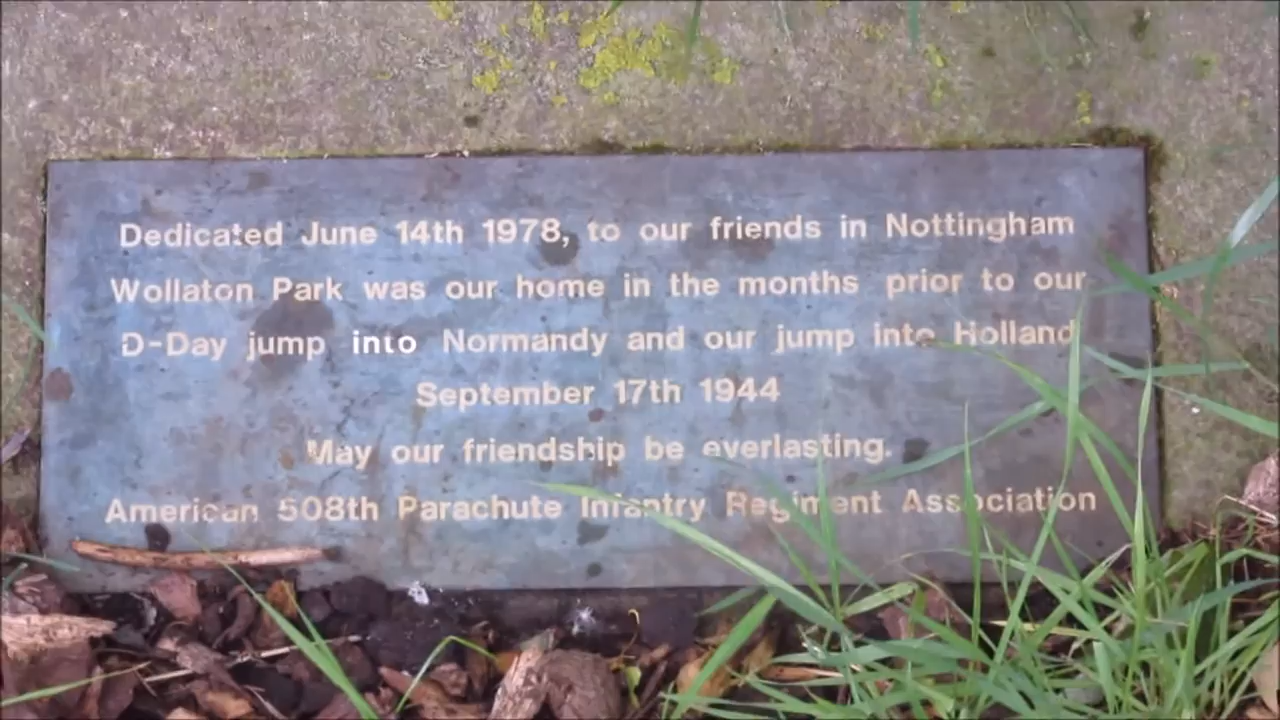 Dedicated June 14th 1978, to our friends in Nottingham
Wollaton Park was our home in the months prior to our
D-Day jump into Normandy and our jump into Holland
September 17th 1944
May our friendship be everlasting.
American 508th Parachute Infantry Regiment Association